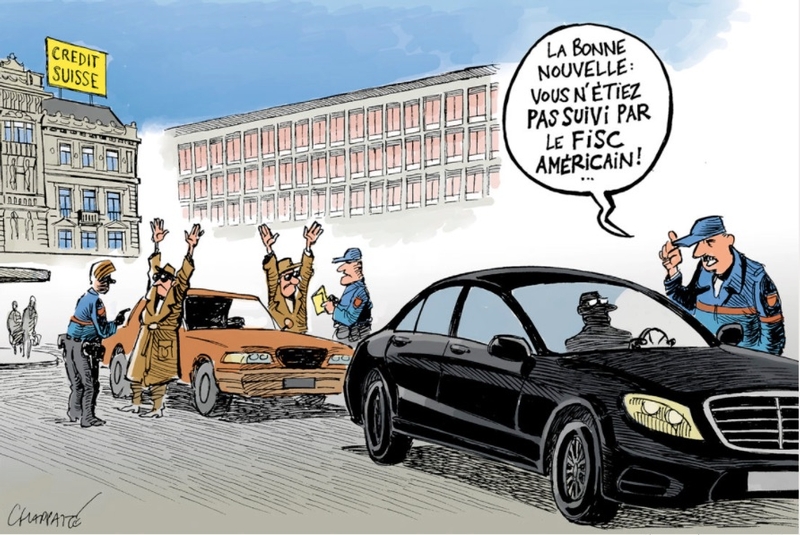 CREDIT
SUISSE
LA BONNE
NOUVELLE:
VOUS N'ÉTIEZ
PAS SUIVI PAR
LE FISC
AMÉRICAIN!
...
CHAPPATTE